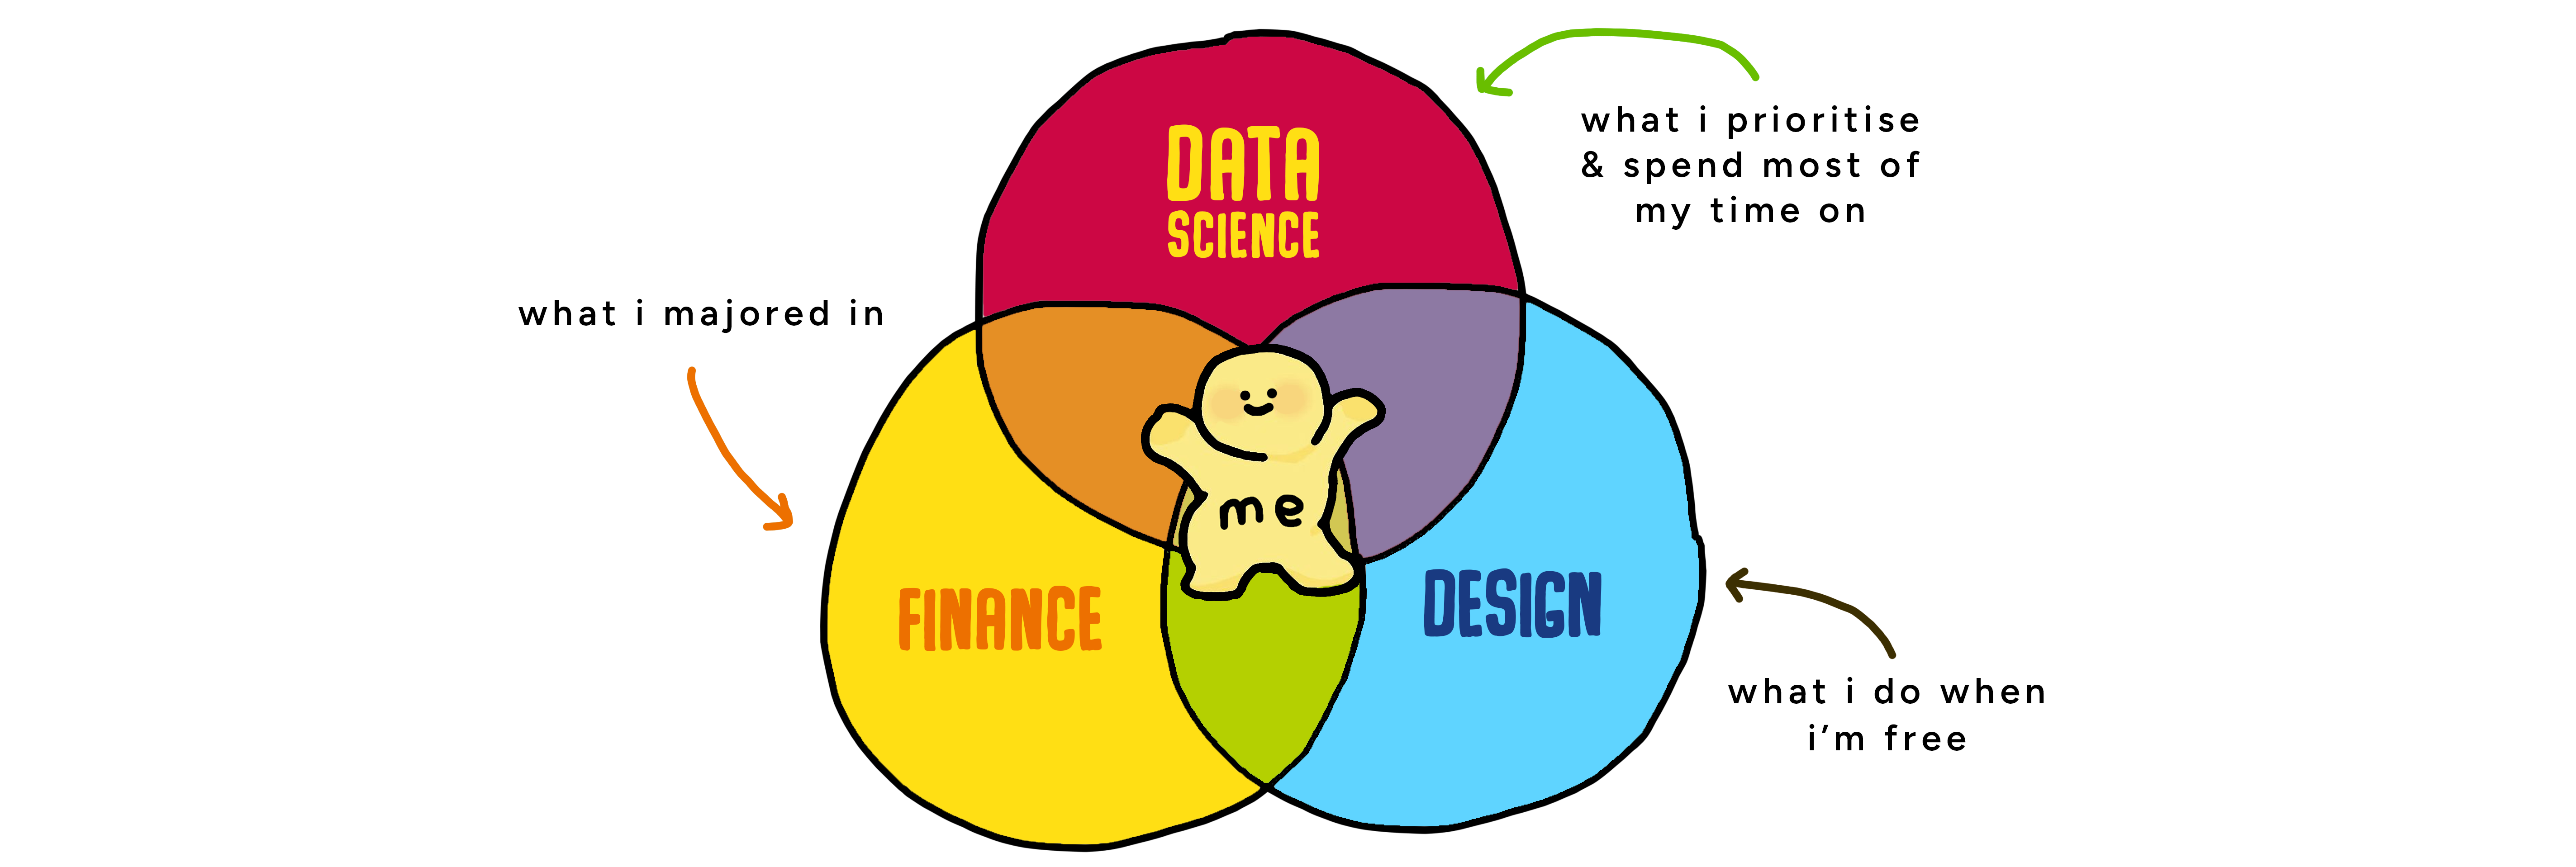 DATA
SCIENCE
what i prioritise
& spend most of
my time on
what i majored in
me
FINANCE
DESIGN
what i do when
i’m free